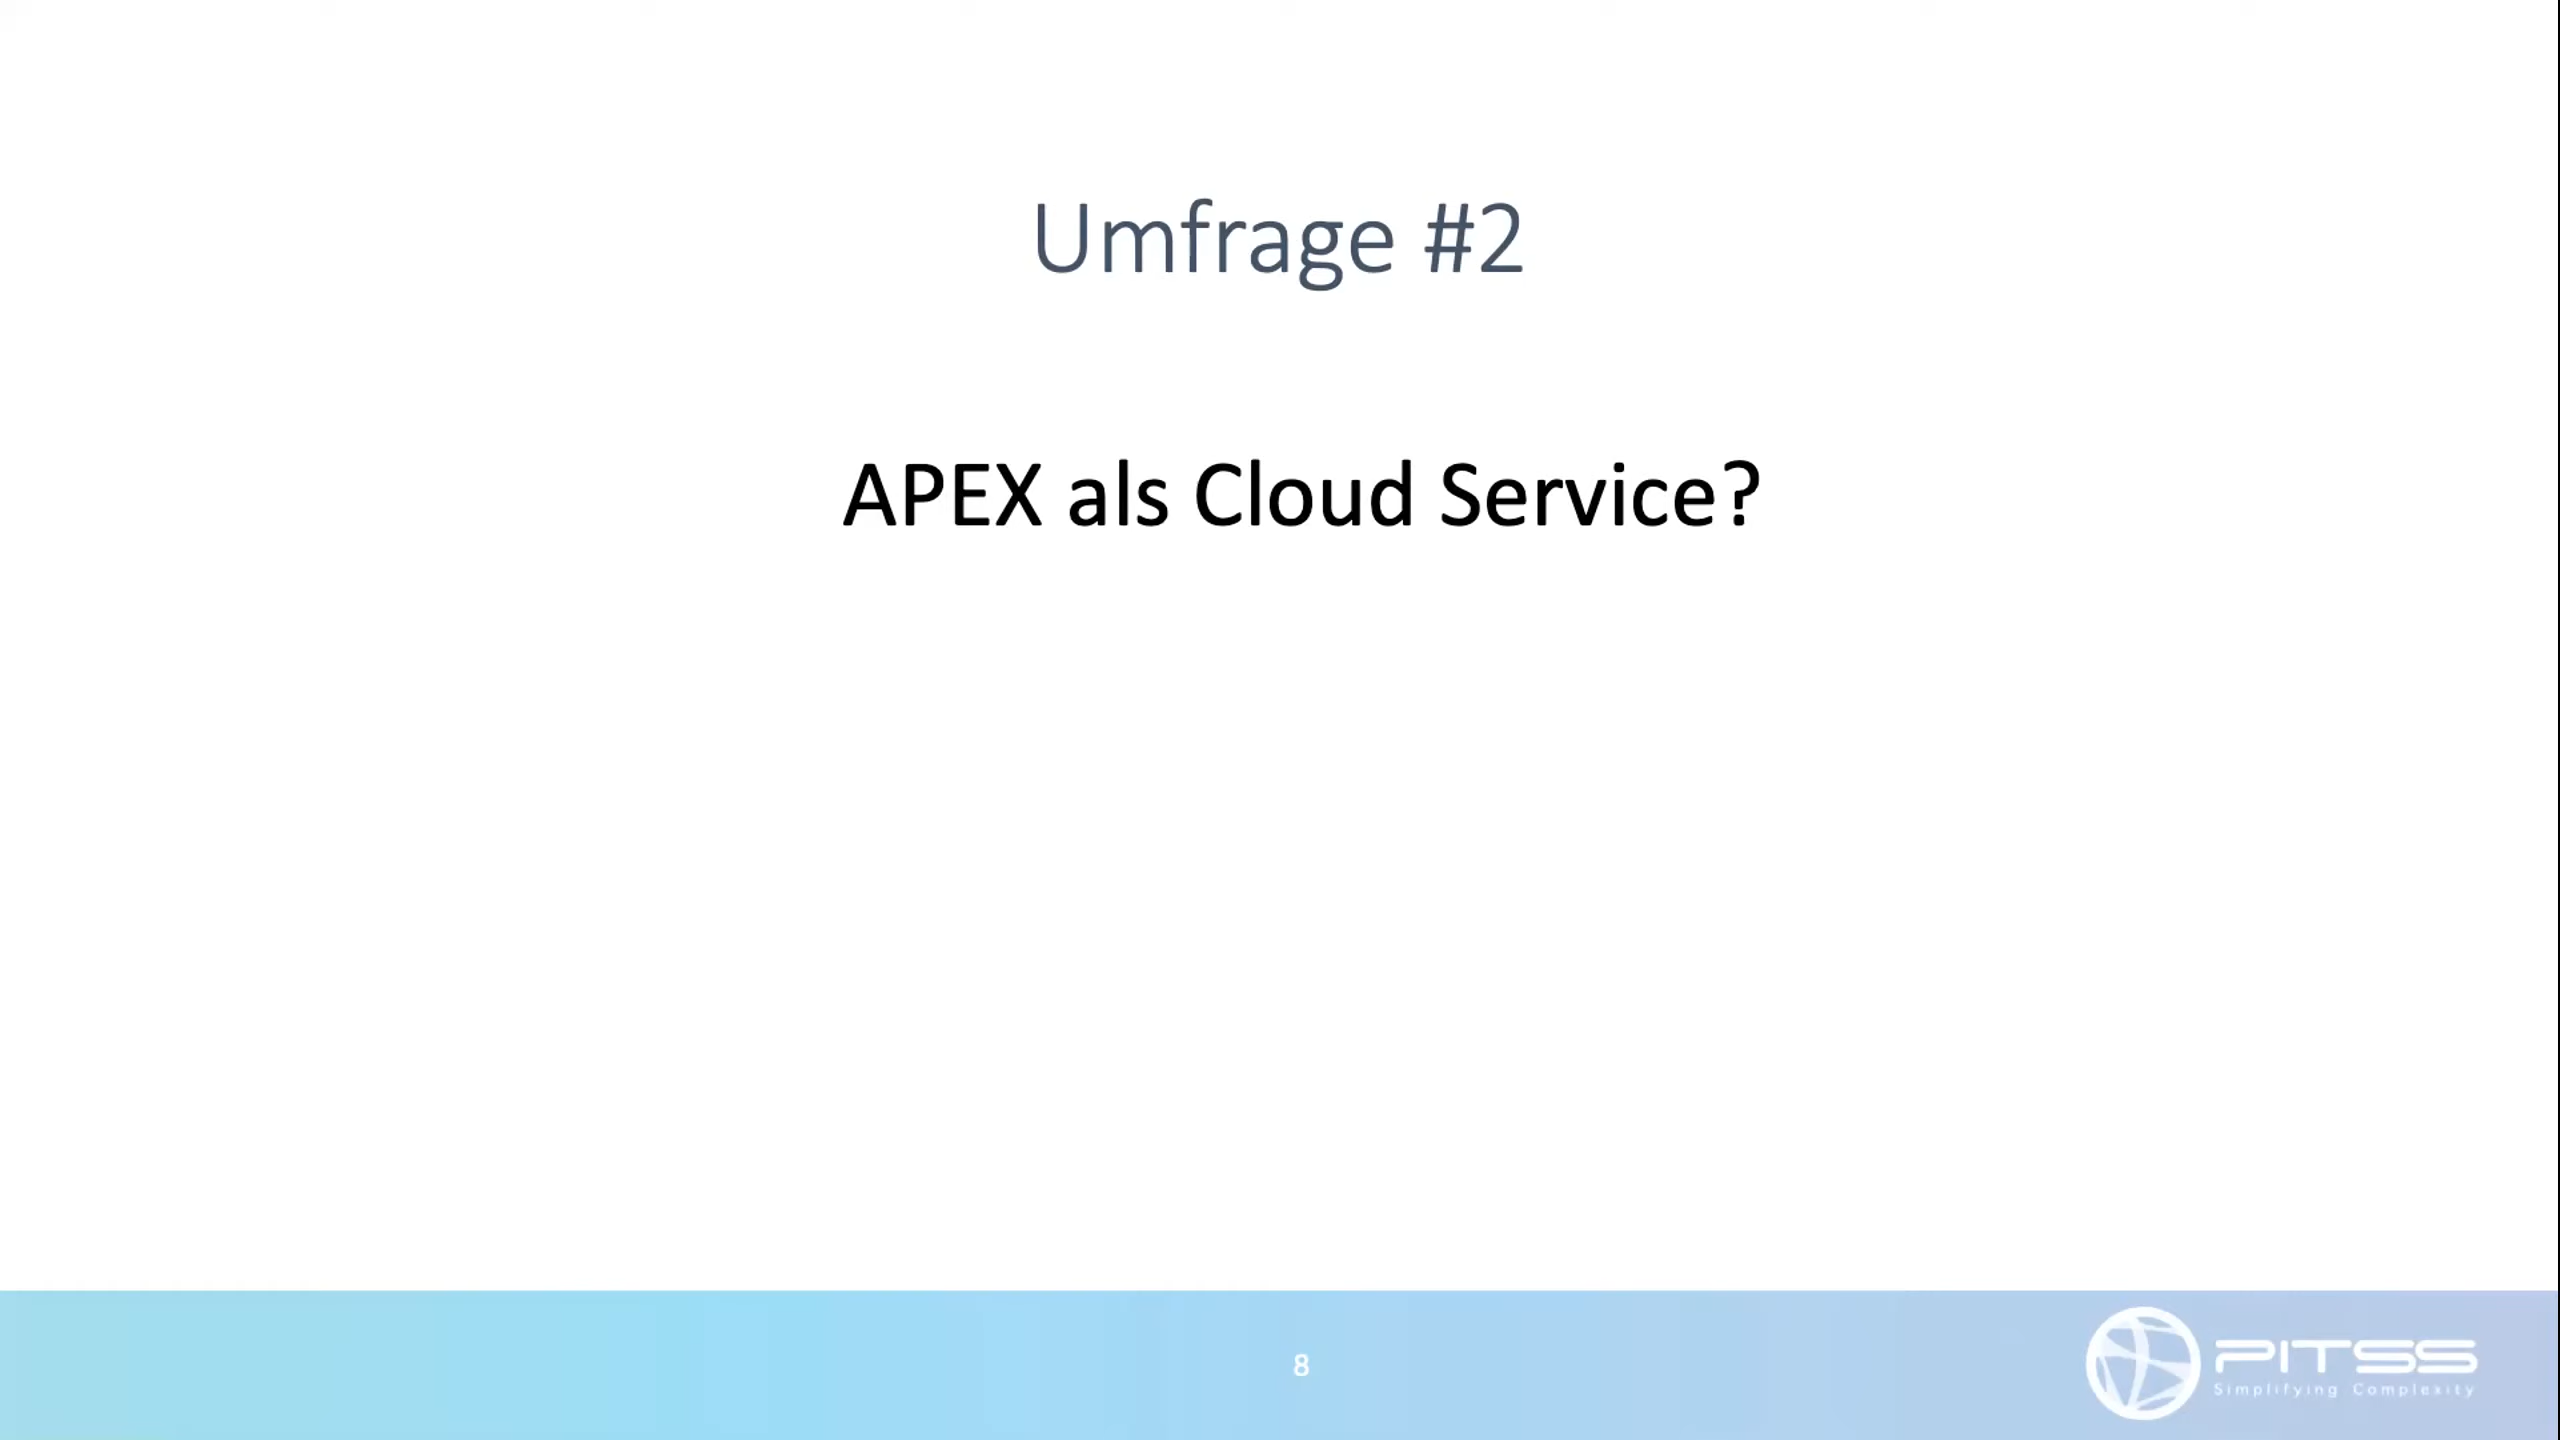 Umfrage #2
APEX als Cloud Service?
8
PITSS
Simplifying Complexity